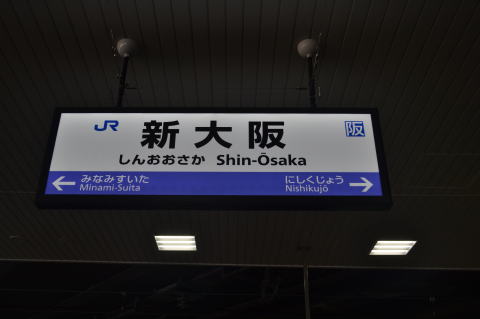 JR 新大阪 阪
しんおおさか Shin-Ōsaka
← みなみすいた にしくじょう →
Minami-Suita Nishikujō